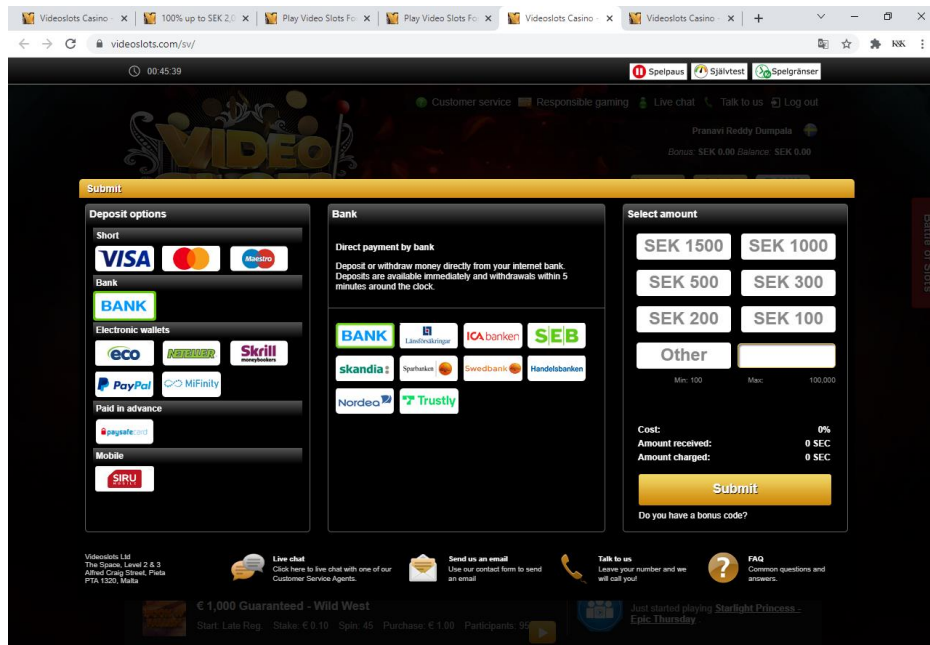 Videoslots Casino -
100% up to SEK 2,0
Play Video Slots Fo
Play Video Slots Fo
Videoslots Casino -
Videoslots Casino -
videoslots.com/sv/
00:45:39
Spelpaus
Självtest
Spelgränser
Customer service
Responsible gaming
Live chat
Talk to us
Log out
Pranavi Reddy Dumpala
Bonus: SEK 0.00 Balance: SEK 0.00
VIDEO
Submit
Deposit options
Short
VISA
Maestro
Bank
BANK
Electronic wallets
eco
NETELLER
Skrill
moneybookers
PayPal
MiFinity
Paid in advance
paysafecard
Mobile
SIRU
MOBILE
Bank
Direct payment by bank
Deposit or withdraw money directly from your internet bank.
Deposits are available immediately and withdrawals within 5
minutes around the clock.
BANK
Länsförsäkringar
ICA banken
SEB
skandia:
Sparbanken
Swedbank
Handelsbanken
Nordea
Trustly
Select amount
SEK 1500
SEK 1000
SEK 500
SEK 300
SEK 200
SEK 100
Other
Min: 100
Max:
100,000
Cost:
0%
Amount received:
0 SEC
Amount charged:
0 SEC
Submit
Do you have a bonus code?
Battle Of Slots
Videoslots Ltd
The Space, Level 2 & 3
Alfred Craig Street, Pieta
PTA 1320, Malta
Live chat
Click here to live chat with one of our
Customer Service Agents.
Send us an email
Use our contact form to send
an email
Talk to us
Leave your number and we
will call you!
FAQ
Common questions and
answers.
€ 1,000 Guaranteed - Wild West
Start: Late Reg. Stake: € 0.10 Spin: 45 Purchase: € 1.00 Participants: 95
Just started playing Starlight Princess -
Epic Thursday